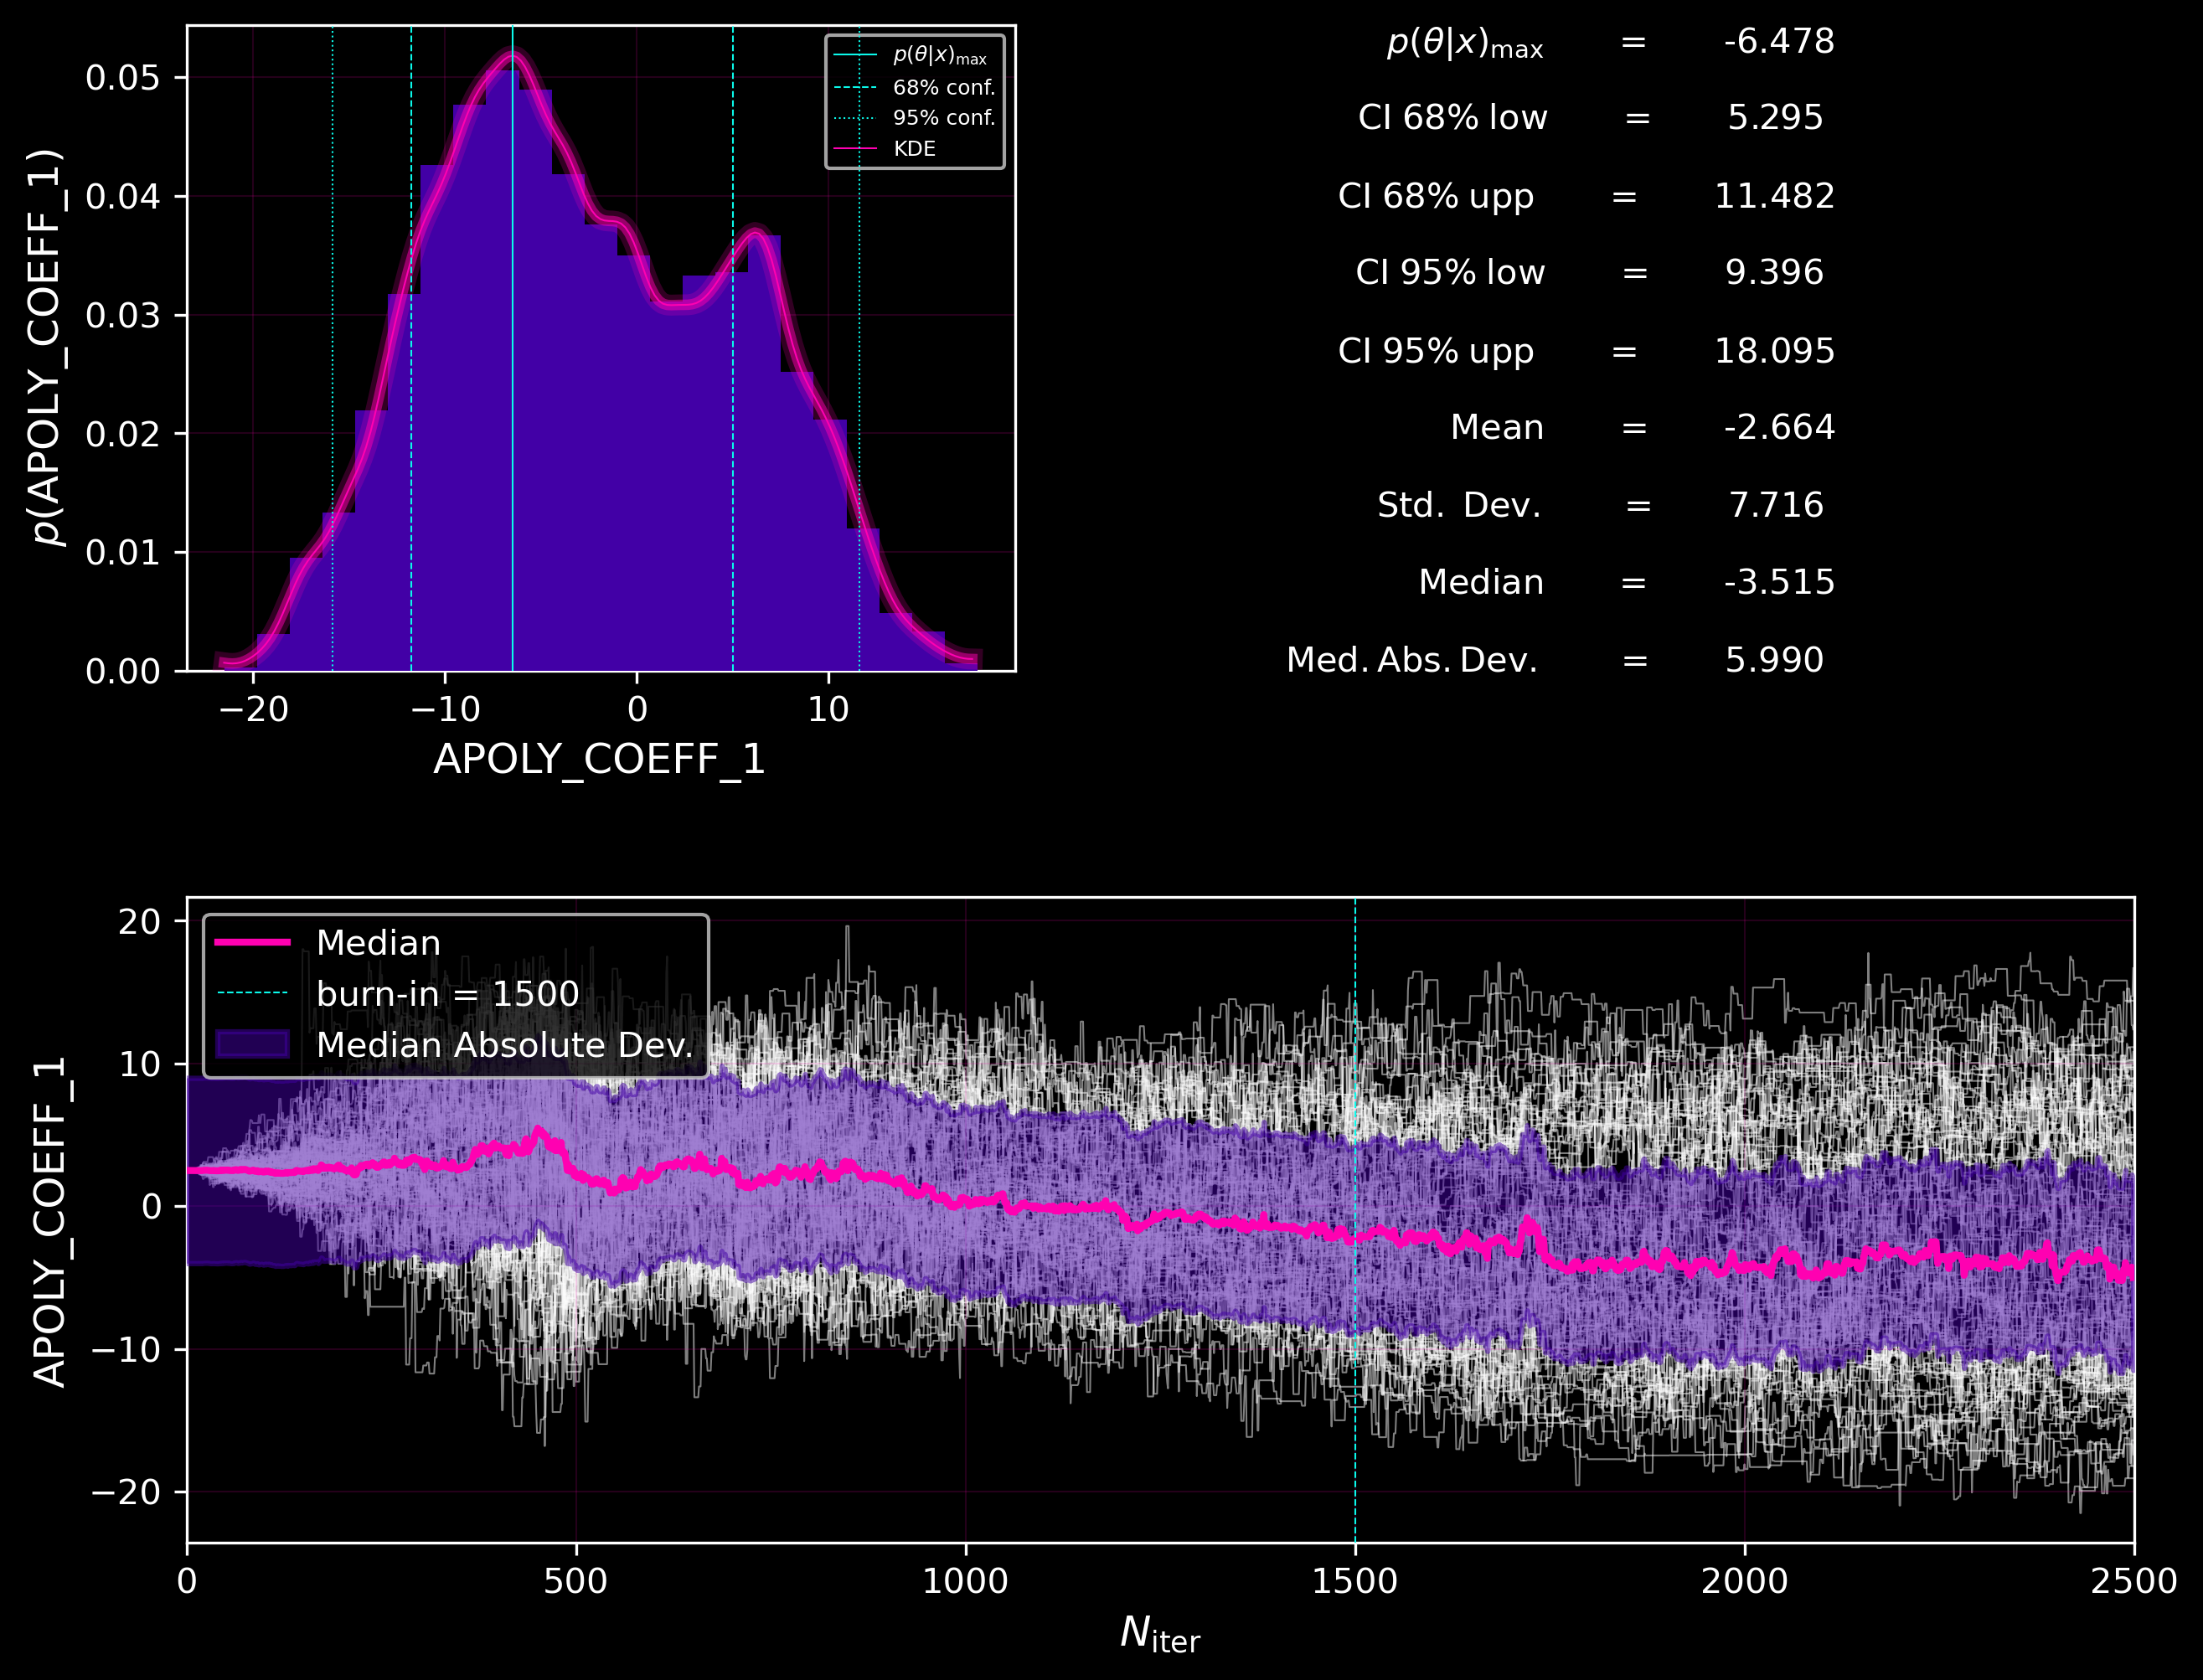 p(APOLY_COEFF_1)
0.05
0.04
0.03
0.02
0.01
0.00
−20 −10 0 10
APOLY_COEFF_1
p(θ|x)max
68% conf.
95% conf.
KDE
p(θ|x)max = -6.478
CI 68% low = 5.295
CI 68% upp = 11.482
CI 95% low = 9.396
CI 95% upp = 18.095
Mean = -2.664
Std. Dev. = 7.716
Median = -3.515
Med. Abs. Dev. = 5.990
APOLY_COEFF_1
20
10
0
−10
−20
Median
burn-in = 1500
Median Absolute Dev.
0 500 1000 1500 2000 2500
Niter